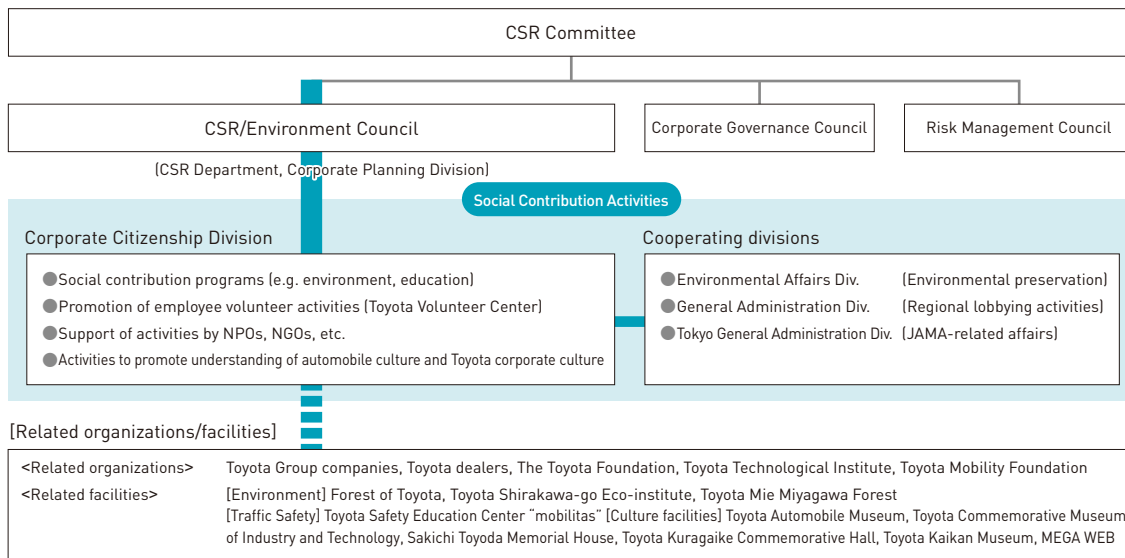 CSR Committee
CSR/Environment Council
Corporate Governance Council
Risk Management Council
(CSR Department, Corporate Planning Division)
Social Contribution Activities
Corporate Citizenship Division
●Social contribution programs (e.g. environment, education)
●Promotion of employee volunteer activities (Toyota Volunteer Center)
●Support of activities by NPOs, NGOs, etc.
●Activities to promote understanding of automobile culture and Toyota corporate culture
Cooperating divisions
●Environmental Affairs Div. (Environmental preservation)
●General Administration Div. (Regional lobbying activities)
●Tokyo General Administration Div. (JAMA-related affairs)
[Related organizations/facilities]
<Related organizations> Toyota Group companies, Toyota dealers, The Toyota Foundation, Toyota Technological Institute, Toyota Mobility Foundation
<Related facilities> [Environment] Forest of Toyota, Toyota Shirakawa-go Eco-institute, Toyota Mie Miyagawa Forest
[Traffic Safety] Toyota Safety Education Center "mobilitas" [Culture facilities] Toyota Automobile Museum, Toyota Commemorative Museum
of Industry and Technology, Sakichi Toyoda Memorial House, Toyota Kuragaike Commemorative Hall, Toyota Kaikan Museum, MEGA WEB